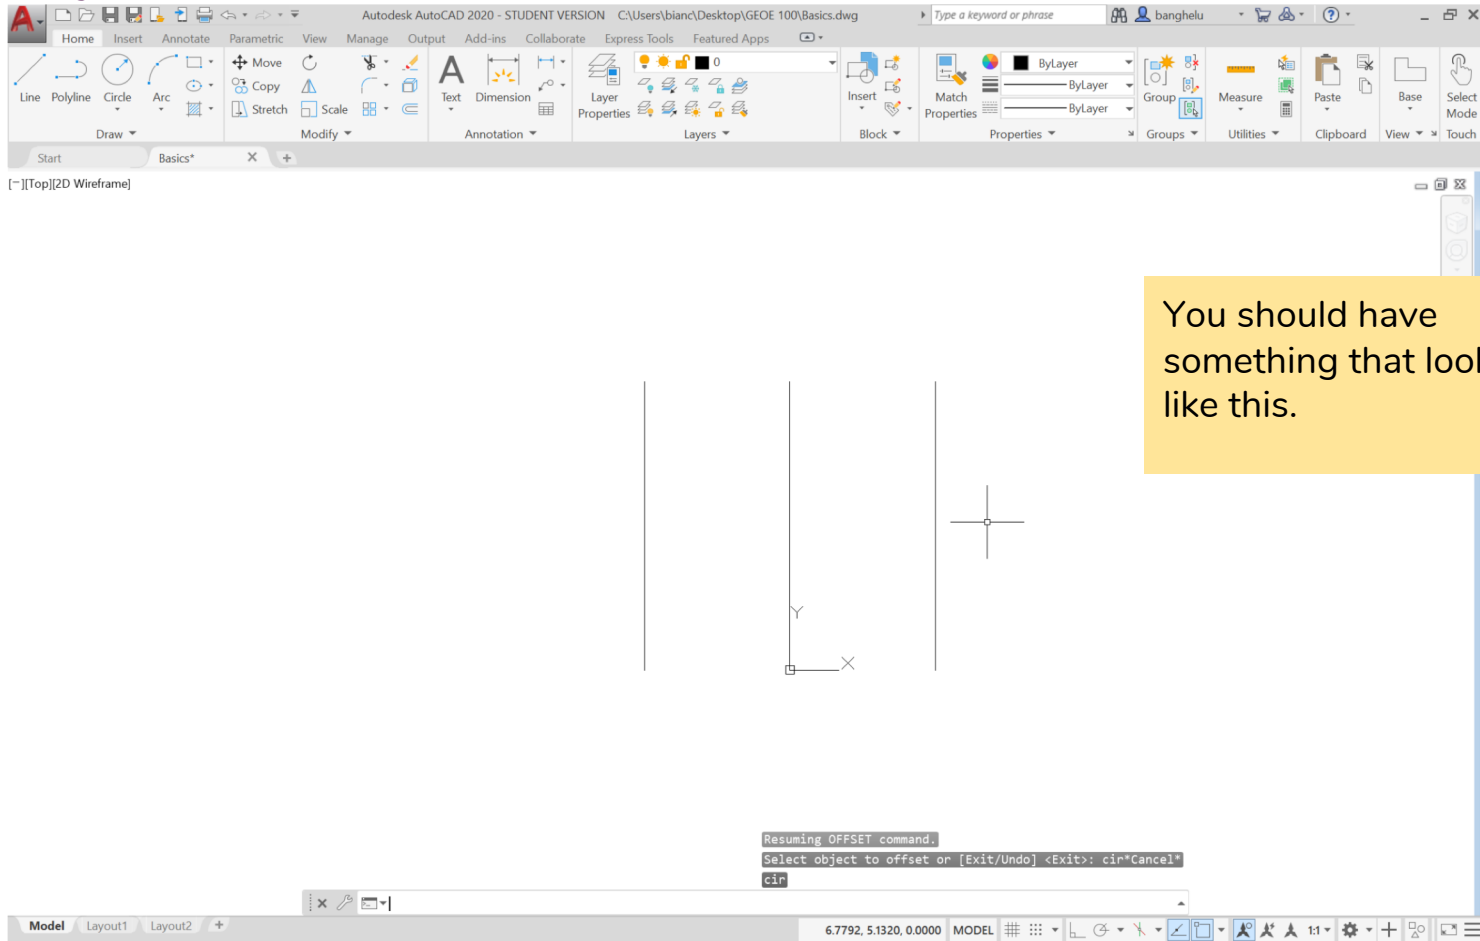 A
Autodesk AutoCAD 2020 - STUDENT VERSION C:\Users\bianc\Desktop\GEOE 100\Basics.dwg
Type a keyword or phrase
banghelu
Home Insert Annotate Parametric View Manage Output Add-ins Collaborate Express Tools Featured Apps
Line Polyline Circle Arc
Move
Copy
Stretch
Scale
A
Text Dimension
Layer
Properties
0
Insert
Match
Properties
ByLayer
ByLayer
ByLayer
Group
Measure
Paste
Base
Select
Mode
Draw Modify Annotation Layers Block Properties Groups Utilities Clipboard View Touch
Start Basics*
[−][Top][2D Wireframe]
You should have
something that look
like this.
Y
X
Resuming OFFSET command.
Select object to offset or [Exit/Undo] <Exit>: cir*Cancel*
cir
Model Layout1 Layout2 +
6.7792, 5.1320, 0.0000 MODEL 1:1